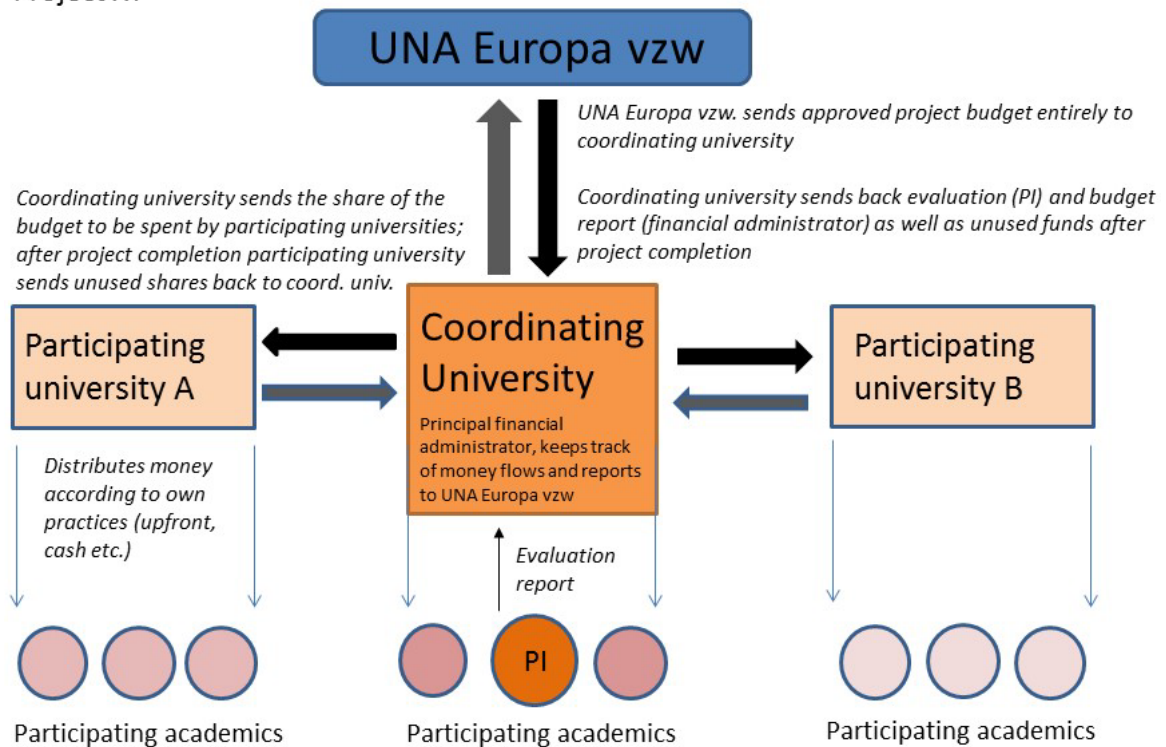 UNA Europa vzw
UNA Europa vzw. sends approved project budget entirely to
coordinating university
Coordinating university sends back evaluation (PI) and budget
report (financial administrator) as well as unused funds after
project completion
Coordinating university sends the share of the
budget to be spent by participating universities;
after project completion participating university
sends unused shares back to coord. univ.
Participating
university A
Coordinating
University
Principal financial
administrator, keeps track
of money flows and reports
to UNA Europa vzw
Participating
university B
Distributes money
according to own
practices (upfront,
cash etc.)
Evaluation
report
PI
Participating academics
Participating academics
Participating academics